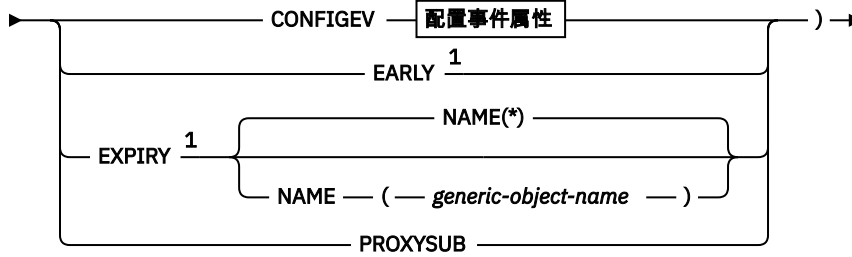 CONFIGEV 配置事件属性 )
EARLY 1
NAME(*)
EXPIRY 1
NAME ( generic-object-name )
PROXYSUB